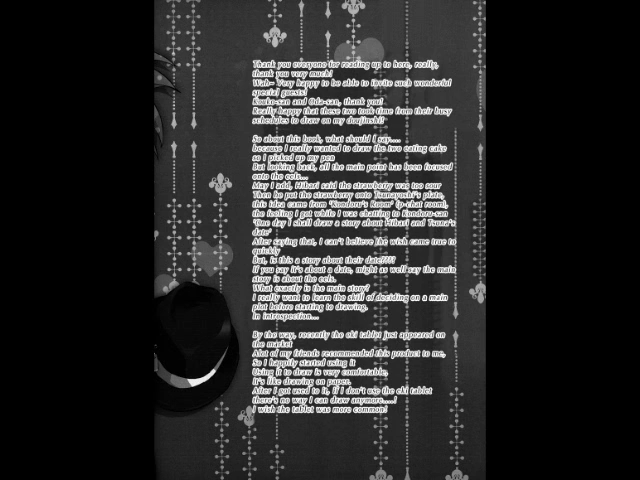 Thank you everyone for reading up to here, really,
thank you very much!
Wah~ Very happy to be able to invite such wonderful
special guests!
Kouko-san and Oda-san, thank you!
Really happy that these two took time from their busy
schedules to draw on my doujinshi!
So about this book, what should I say....
because I really wanted to draw the two eating cake
so I picked up my pen
But looking back, all the main point has been focused
onto the eels...
May I add, Hibari said the strawberry was too sour
Then he put the strawberry onto Tsunayoshi's plate,
this idea came from 'Kunduru's Room' (p-chat room),
the feeling I got while I was chatting to Kunduru-san
'One day I shall draw a story about Hibari and Tsuna's
date'
After saying that, I can't believe the wish came true to
quickly
But, is this a story about their date????
If you say it's about a date, might as well say the main
story is about the eels.
What exactly is the main story?
I really want to learn the skill of deciding on a main
plot before starting to drawing.
In introspection...
By the way, recently the eki tablet just appeared on
the market
Alot of my friends recommended this product to me,
So I happily started using it
Using it to draw is very comfortable,
It's like drawing on paper.
After I got used to it, If I don't use the eki tablet
there's no way I can draw anymore....!
I wish the tablet was more common!